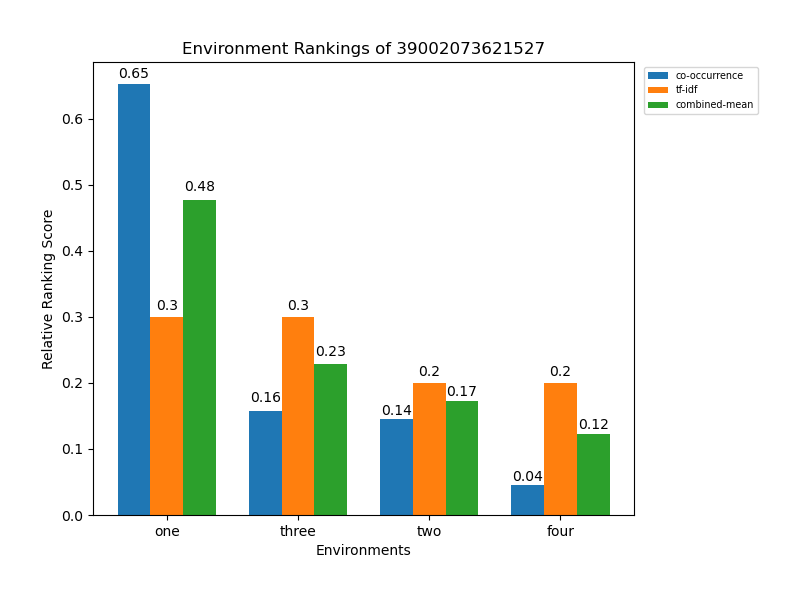 Environment Rankings of 39002073621527
co-occurrence
tf-idf
combined-mean
Relative Ranking Score
0.6
0.5
0.4
0.3
0.2
0.1
0.0
0.65
0.3
0.48
0.16
0.3
0.23
0.14
0.2
0.17
0.04
0.2
0.12
one three two four
Environments